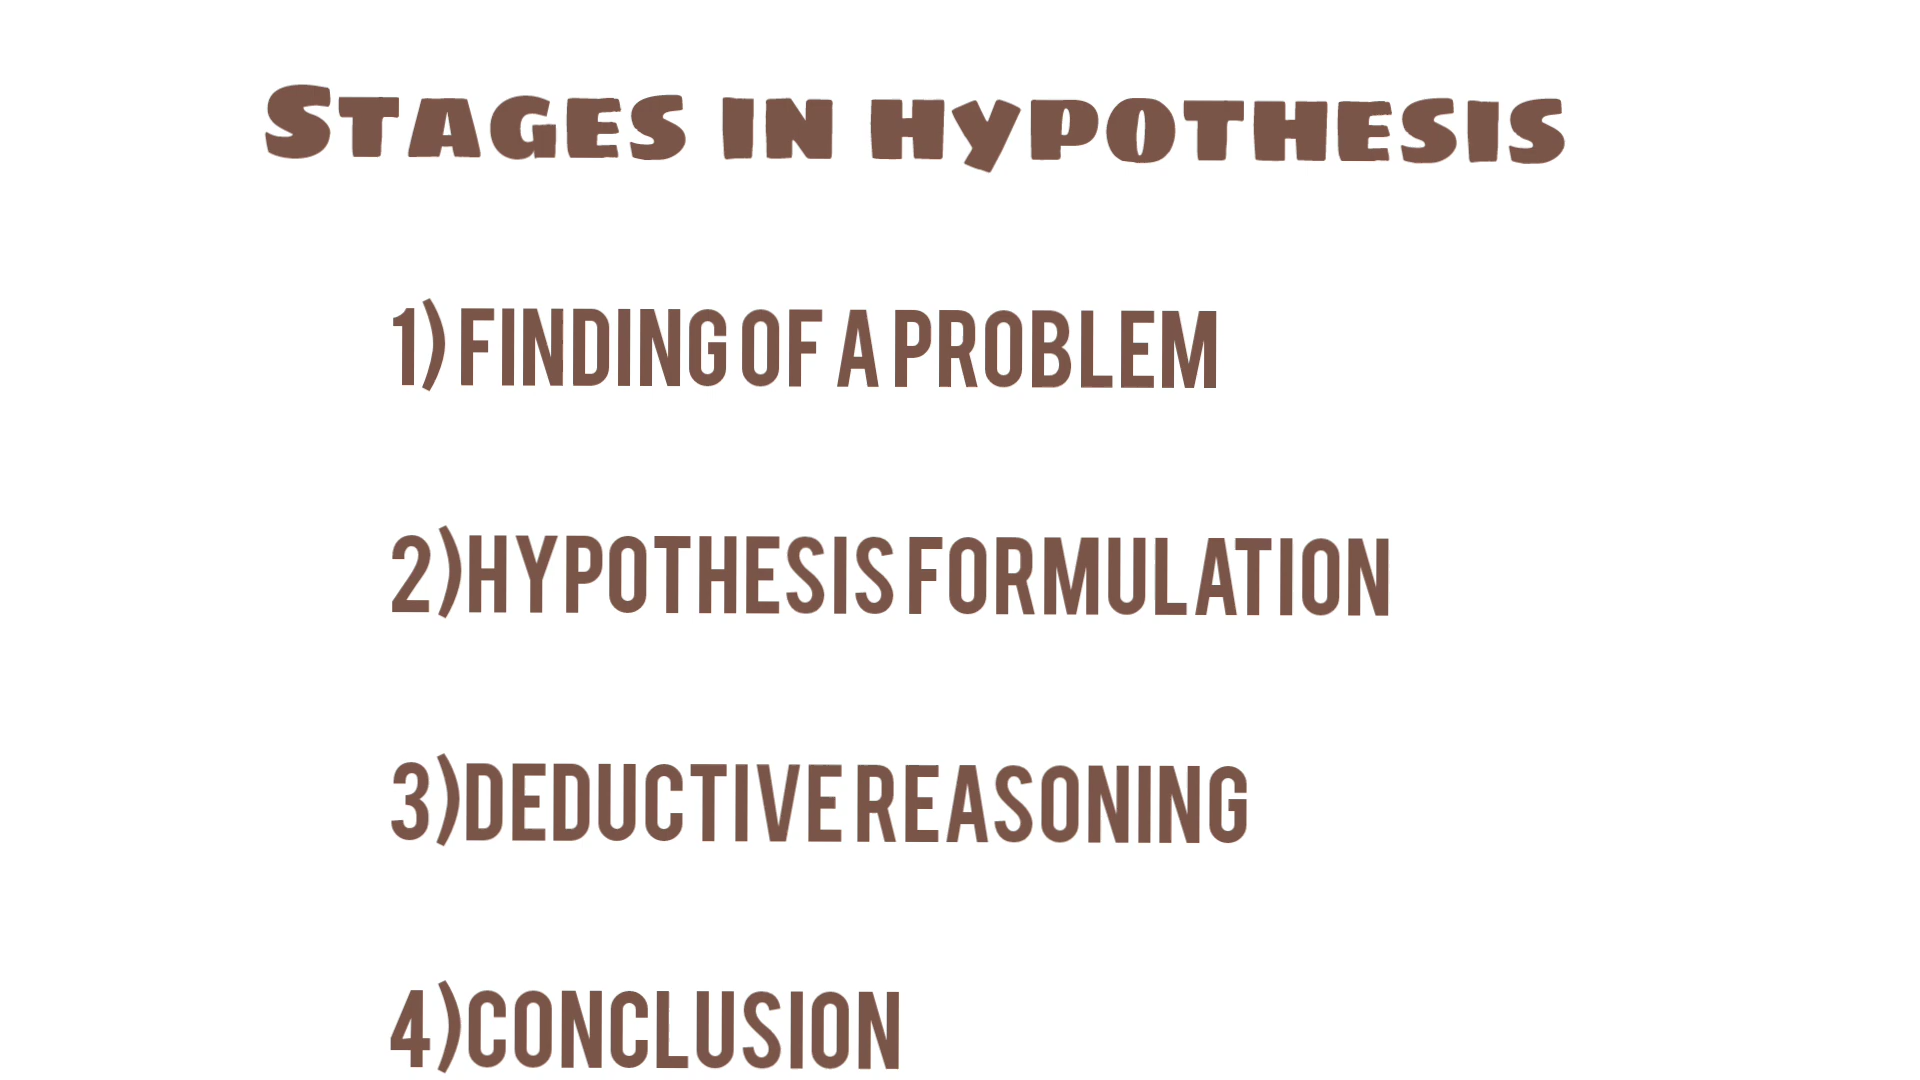 Stages in hypothesis
1) FINDING OF A PROBLEM
2)HYPOTHESIS FORMULATION
3)DEDUCTIVE REASONING
4)CONCLUSION